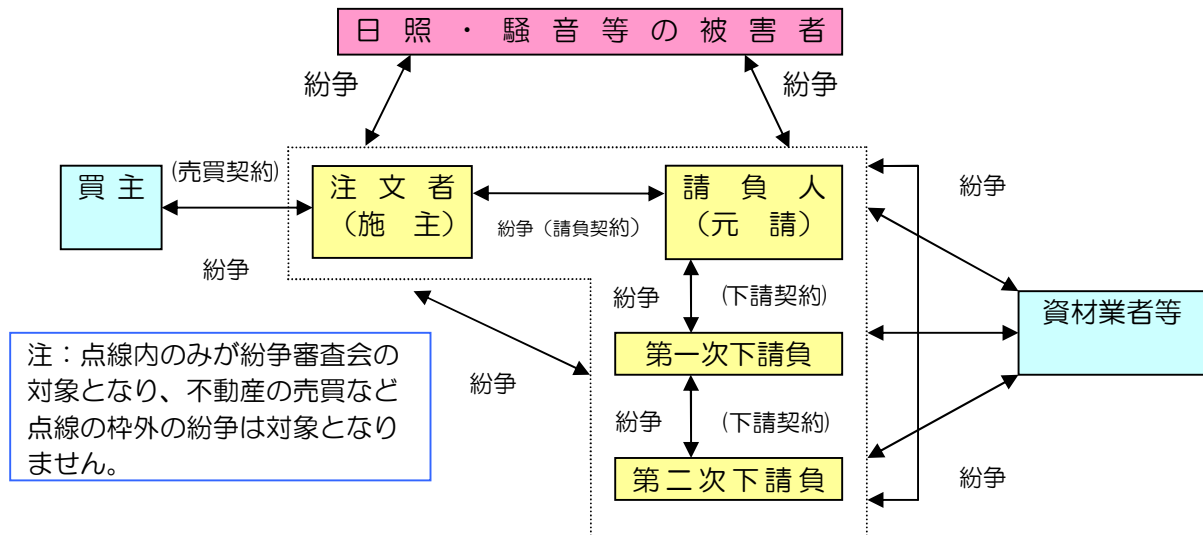 日照・騒音等の被害者
紛争
紛争
買主
(売買契約)
紛争
注文者
（施　主）
紛争（請負契約）
請負人
（元　請）
紛争
紛争
(下請契約)
第一次下請負
紛争
紛争
(下請契約)
第二次下請負
資材業者等
紛争
注：点線内のみが紛争審査会の
対象となり、不動産の売買など
点線の枠外の紛争は対象となり
ません。